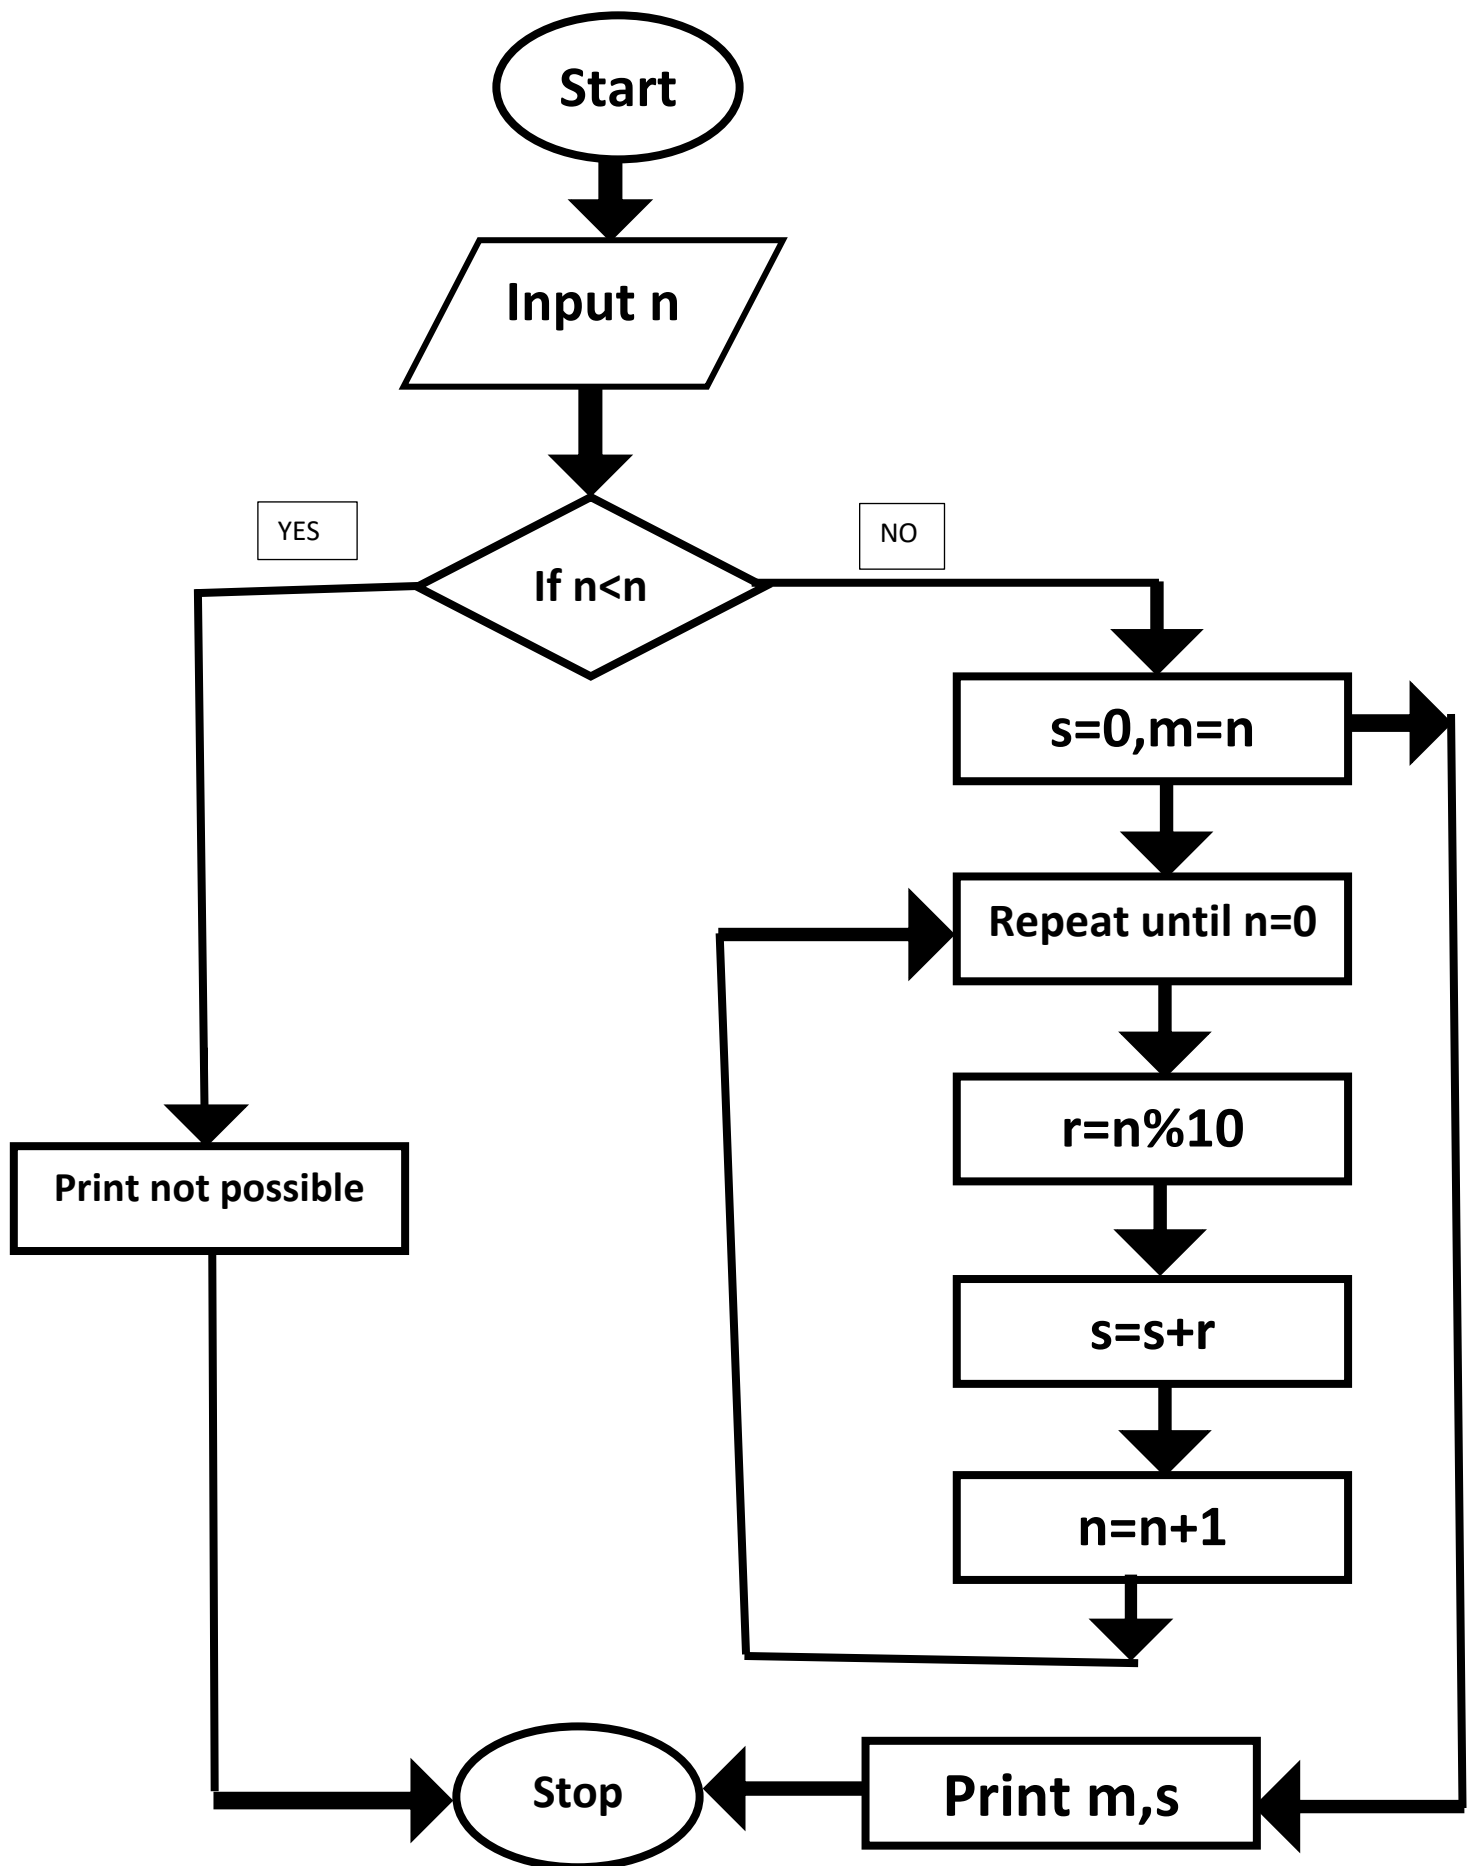 Start
Input n
YES
NO
If n<n
s=0,m=n
Repeat until n=0
r=n%10
Print not possible
s=s+r
n=n+1
Stop
Print m,s